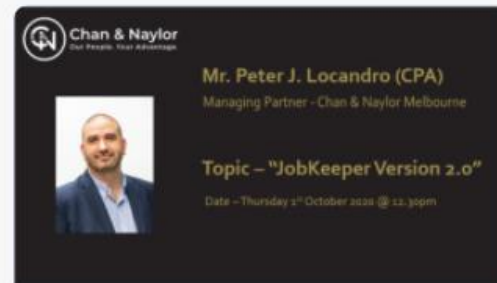 Chan & Naylor
Our People. Your Advantage.
Mr. Peter J. Locandro (CPA)
Managing Partner - Chan & Naylor Melbourne
Topic – “JobKeeper Version 2.0”
Date – Thursday 1st October 2020 @ 12.30pm